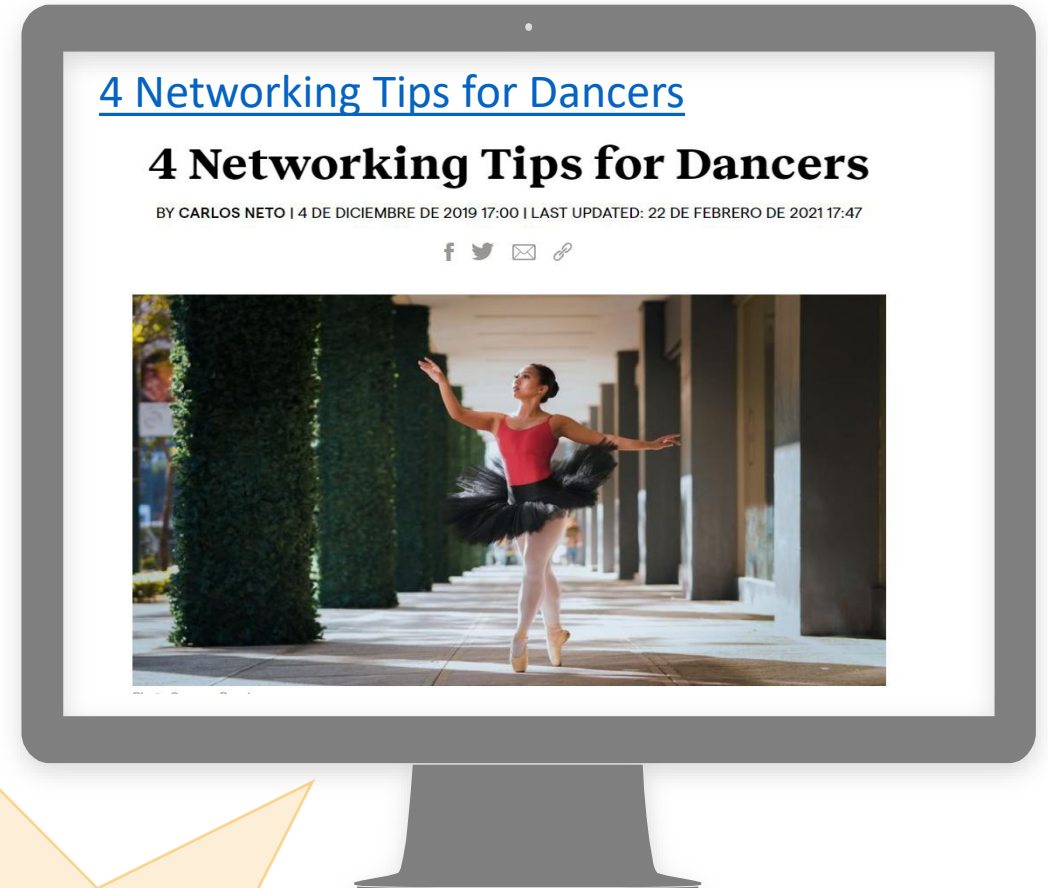 4 Networking Tips for Dancers
4 Networking Tips for Dancers
BY CARLOS NETO | 4 DE DICIEMBRE DE 2019 17:00 | LAST UPDATED: 22 DE FEBRERO DE 2021 17:47